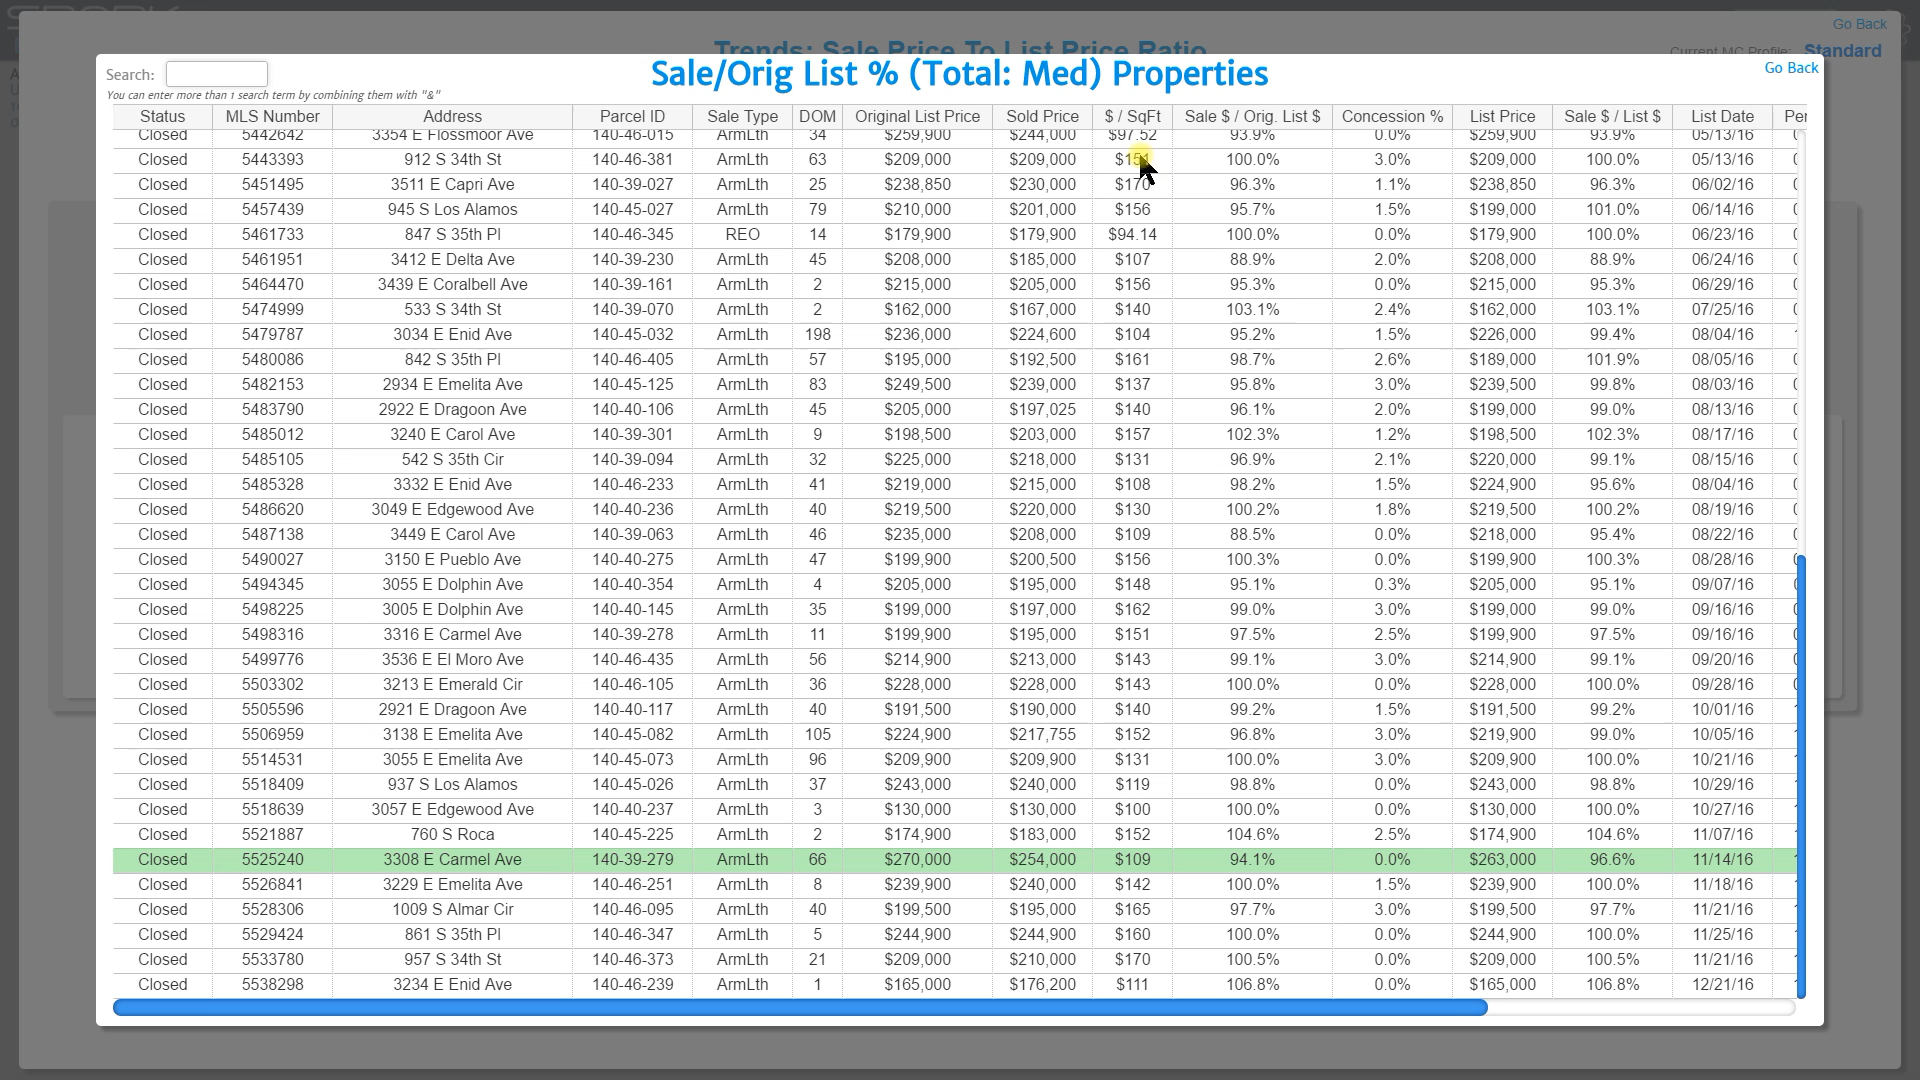 Go Back
Trends: Sale Price To List Price Ratio
Current MC Profile: Standard
Search:
Sale/Orig List % (Total: Med) Properties
Go Back
You can enter more than 1 search term by combining them with "&"
Status MLS Number Address Parcel ID Sale Type DOM Original List Price Sold Price $ / SqFt Sale $ / Orig. List $ Concession % List Price Sale $ / List $ List Date
Closed 5442642 3354 E Flossmoor Ave 140-46-015 ArmLth 34 $259,900 $244,000 $97.52 93.9% 0.0% $259,900 93.9% 05/13/16
Closed 5443393 912 S 34th St 140-46-381 ArmLth 63 $209,000 $209,000 $151 100.0% 3.0% $209,000 100.0% 05/13/16
Closed 5451495 3511 E Capri Ave 140-39-027 ArmLth 25 $238,850 $230,000 $170 96.3% 1.1% $238,850 96.3% 06/02/16
Closed 5457439 945 S Los Alamos 140-45-027 ArmLth 79 $210,000 $201,000 $156 95.7% 1.5% $199,000 101.0% 06/14/16
Closed 5461733 847 S 35th Pl 140-46-345 REO 14 $179,900 $179,900 $94.14 100.0% 0.0% $179,900 100.0% 06/23/16
Closed 5461951 3412 E Delta Ave 140-39-230 ArmLth 45 $208,000 $185,000 $107 88.9% 2.0% $208,000 88.9% 06/24/16
Closed 5464470 3439 E Coralbell Ave 140-39-161 ArmLth 2 $215,000 $205,000 $156 95.3% 0.0% $215,000 95.3% 06/29/16
Closed 5474999 533 S 34th St 140-39-070 ArmLth 2 $162,000 $167,000 $140 103.1% 2.4% $162,000 103.1% 07/25/16
Closed 5479787 3034 E Enid Ave 140-45-032 ArmLth 198 $236,000 $224,600 $104 95.2% 1.5% $226,000 99.4% 08/04/16
Closed 5480086 842 S 35th Pl 140-46-405 ArmLth 57 $195,000 $192,500 $161 98.7% 2.6% $189,000 101.9% 08/05/16
Closed 5482153 2934 E Emelita Ave 140-45-125 ArmLth 83 $249,500 $239,000 $137 95.8% 3.0% $239,500 99.8% 08/03/16
Closed 5483790 2922 E Dragoon Ave 140-40-106 ArmLth 45 $205,000 $197,025 $140 96.1% 2.0% $199,000 99.0% 08/13/16
Closed 5485012 3240 E Carol Ave 140-39-301 ArmLth 9 $198,500 $203,000 $157 102.3% 1.2% $198,500 102.3% 08/17/16
Closed 5485105 542 S 35th Cir 140-39-094 ArmLth 32 $225,000 $218,000 $131 96.9% 2.1% $220,000 99.1% 08/15/16
Closed 5485328 3332 E Enid Ave 140-46-233 ArmLth 41 $219,000 $215,000 $108 98.2% 1.5% $224,900 95.6% 08/04/16
Closed 5486620 3049 E Edgewood Ave 140-40-236 ArmLth 40 $219,500 $220,000 $130 100.2% 1.8% $219,500 100.2% 08/19/16
Closed 5487138 3449 E Carol Ave 140-39-063 ArmLth 46 $235,000 $208,000 $109 88.5% 0.0% $218,000 95.4% 08/22/16
Closed 5490027 3150 E Pueblo Ave 140-40-275 ArmLth 47 $199,900 $200,500 $156 100.3% 0.0% $199,900 100.3% 08/28/16
Closed 5494345 3055 E Dolphin Ave 140-40-354 ArmLth 4 $205,000 $195,000 $148 95.1% 0.3% $205,000 95.1% 09/07/16
Closed 5498225 3005 E Dolphin Ave 140-40-145 ArmLth 35 $199,000 $197,000 $162 99.0% 3.0% $199,000 99.0% 09/16/16
Closed 5498316 3316 E Carmel Ave 140-39-278 ArmLth 11 $199,900 $195,000 $151 97.5% 2.5% $199,900 97.5% 09/16/16
Closed 5499776 3536 E El Moro Ave 140-46-435 ArmLth 56 $214,900 $213,000 $143 99.1% 3.0% $214,900 99.1% 09/20/16
Closed 5503302 3213 E Emerald Cir 140-46-105 ArmLth 36 $228,000 $228,000 $143 100.0% 0.0% $228,000 100.0% 09/28/16
Closed 5505596 2921 E Dragoon Ave 140-40-117 ArmLth 40 $191,500 $190,000 $140 99.2% 1.5% $191,500 99.2% 10/01/16
Closed 5506959 3138 E Emelita Ave 140-45-082 ArmLth 105 $224,900 $217,755 $152 96.8% 3.0% $219,900 99.0% 10/05/16
Closed 5514531 3055 E Emelita Ave 140-45-073 ArmLth 96 $209,900 $209,900 $131 100.0% 3.0% $209,900 100.0% 10/21/16
Closed 5518409 937 S Los Alamos 140-45-026 ArmLth 37 $243,000 $240,000 $119 98.8% 0.0% $243,000 98.8% 10/29/16
Closed 5518639 3057 E Edgewood Ave 140-40-237 ArmLth 3 $130,000 $130,000 $100 100.0% 0.0% $130,000 100.0% 10/27/16
Closed 5521887 760 S Roca 140-45-225 ArmLth 2 $174,900 $183,000 $152 104.6% 2.5% $174,900 104.6% 11/07/16
Closed 5525240 3308 E Carmel Ave 140-39-279 ArmLth 66 $270,000 $254,000 $109 94.1% 0.0% $263,000 96.6% 11/14/16
Closed 5526841 3229 E Emelita Ave 140-46-251 ArmLth 8 $239,900 $240,000 $142 100.0% 1.5% $239,900 100.0% 11/18/16
Closed 5528306 1009 S Almar Cir 140-46-095 ArmLth 40 $199,500 $195,000 $165 97.7% 3.0% $199,500 97.7% 11/21/16
Closed 5529424 861 S 35th Pl 140-46-347 ArmLth 5 $244,900 $244,900 $160 100.0% 0.0% $244,900 100.0% 11/25/16
Closed 5533780 957 S 34th St 140-46-373 ArmLth 21 $209,000 $210,000 $170 100.5% 0.0% $209,000 100.5% 11/21/16
Closed 5538298 3234 E Enid Ave 140-46-239 ArmLth 1 $165,000 $176,200 $111 106.8% 0.0% $165,000 106.8% 12/21/16